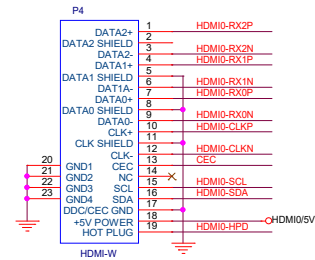 P4
DATA2+ 1 HDMI0-RX2P
DATA2 SHIELD 2
DATA2- 3 HDMI0-RX2N
DATA1+ 4 HDMI0-RX1P
DATA1 SHIELD 5
DAT1A- 6 HDMI0-RX1N
DATA0+ 7 HDMI0-RX0P
DATA0 SHIELD 8
DATA0- 9 HDMI0-RX0N
CLK+ 10 HDMI0-CLKP
CLK SHIELD 11
CLK- 12 HDMI0-CLKN
20 GND1 CEC 13 CEC
21 GND2 NC 14
22 GND3 SCL 15 HDMI0-SCL
23 GND4 SDA 16 HDMI0-SDA
DDC/CEC GND 17
+5V POWER 18 HDMI0/5V
HOT PLUG 19 HDMI0-HPD
HDMI-W